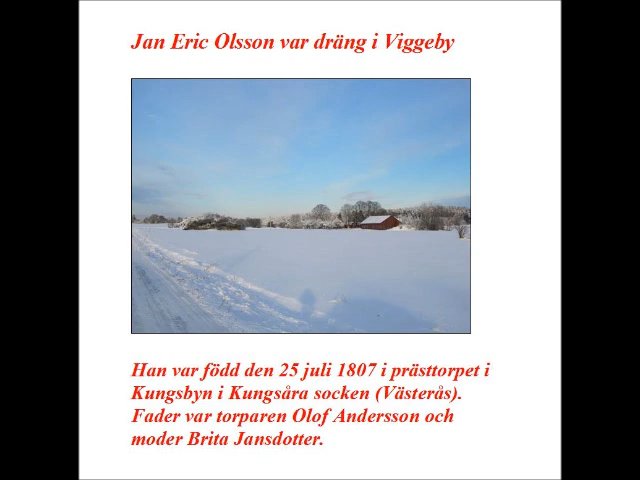 Jan Eric Olsson var dräng i Viggeby
Han var född den 25 juli 1807 i prästtorpet i
Kungsbyn i Kungsåra socken (Västerås).
Fader var torparen Olof Andersson och
moder Brita Jansdotter.